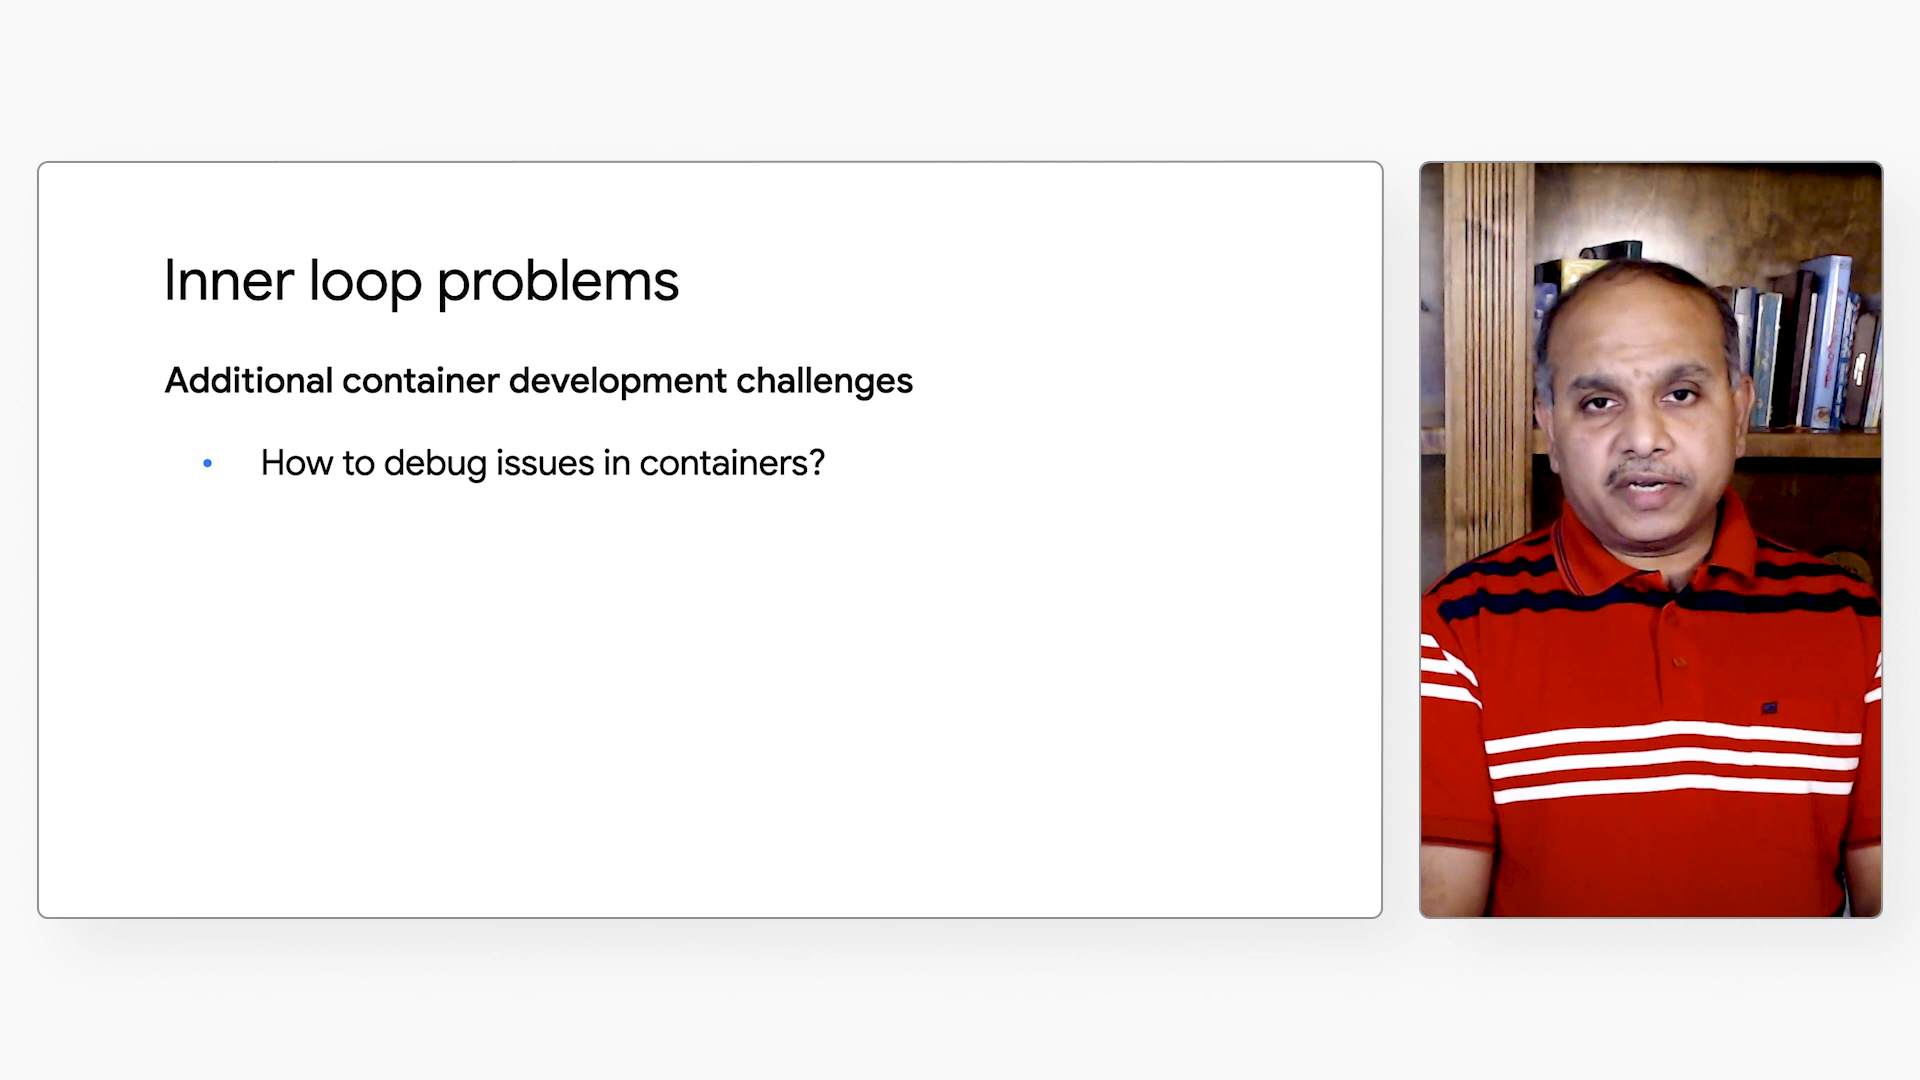 Inner loop problems
Additional container development challenges
How to debug issues in containers?